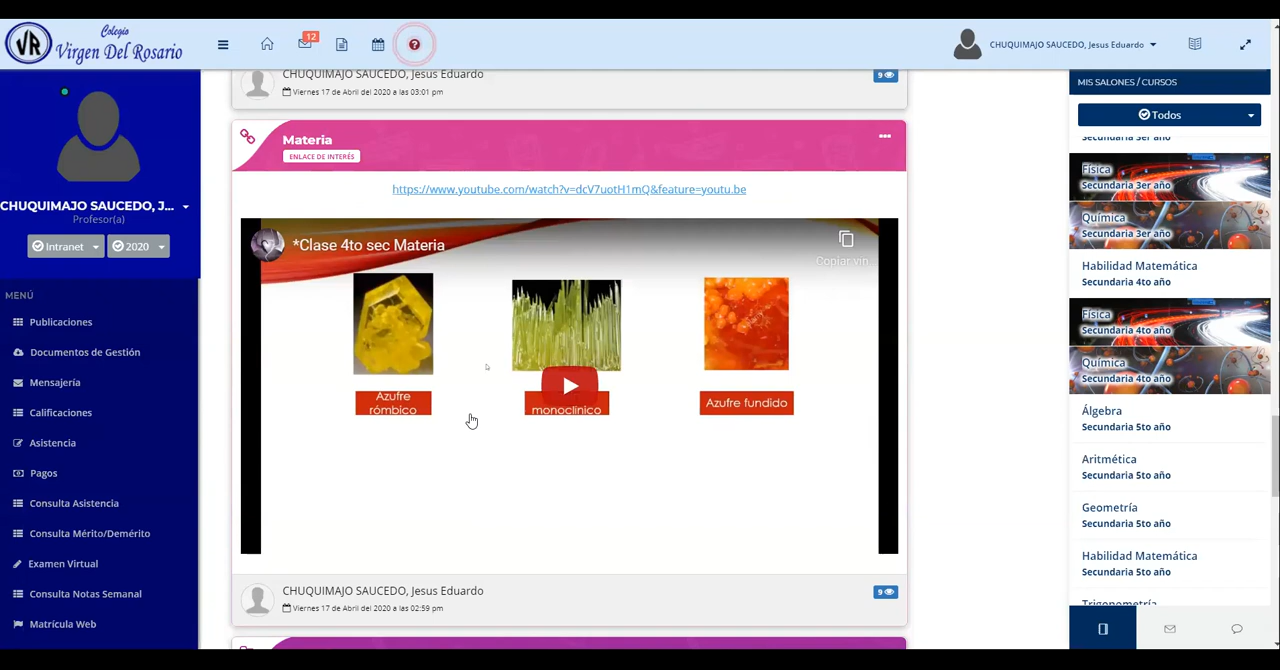 VR
Colegio
Virgen Del Rosario
12
CHUQUIMAJO SAUCEDO, Jesus Eduardo
CHUQUIMAJO SAUCEDO, J...
Profesor(a)
Intranet
2020
MENÚ
Publicaciones
Documentos de Gestión
Mensajería
Calificaciones
Asistencia
Pagos
Consulta Asistencia
Consulta Mérito/Demérito
Examen Virtual
Consulta Notas Semanal
Matrícula Web
CHUQUIMAJO SAUCEDO, Jesus Eduardo
Viernes 17 de Abril del 2020 a las 03:01 pm
9
Materia
ENLACE DE INTERÉS
https://www.youtube.com/watch?v=dcV7uotH1mQ&feature=youtu.be
*Clase 4to sec Materia
Copiar vín
Azufre
rómbico
monoclínico
Azufre fundido
CHUQUIMAJO SAUCEDO, Jesus Eduardo
Viernes 17 de Abril del 2020 a las 02:59 pm
9
MIS SALONES / CURSOS
Todos
Secundaria 3er año
Física
Secundaria 3er año
Química
Secundaria 3er año
Habilidad Matemática
Secundaria 4to año
Física
Secundaria 4to año
Química
Secundaria 4to año
Álgebra
Secundaria 5to año
Aritmética
Secundaria 5to año
Geometría
Secundaria 5to año
Habilidad Matemática
Secundaria 5to año
Trigonometría